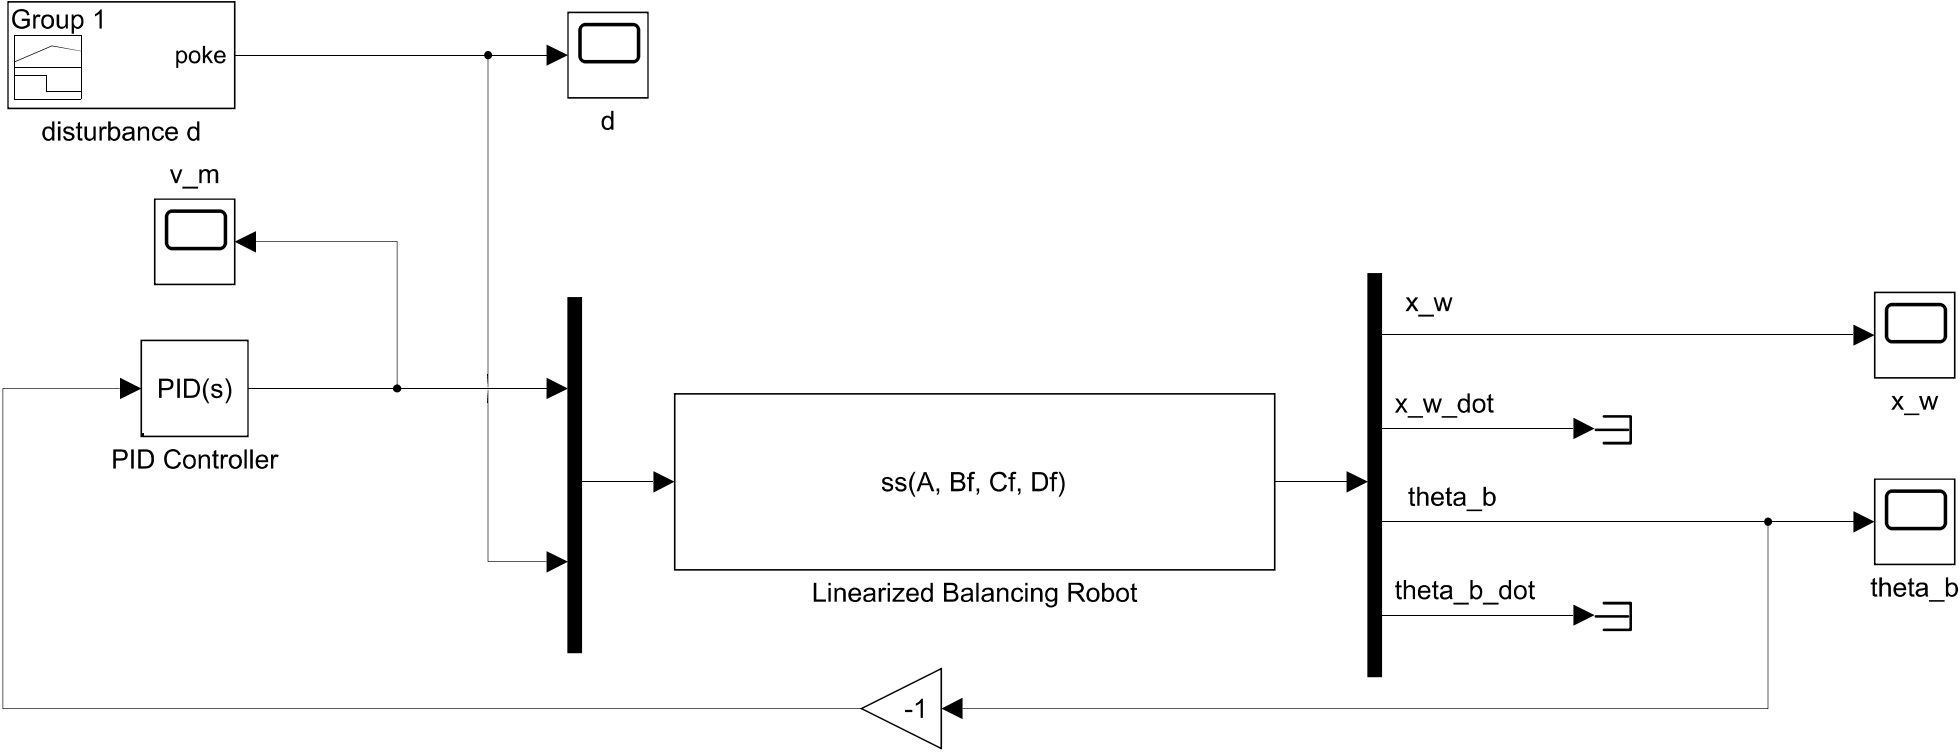 Group 1
poke
disturbance d
d
v_m
PID(s)
PID Controller
ss(A, Bf, Cf, Df)
Linearized Balancing Robot
x_w
x_w_dot
theta_b
theta_b_dot
x_w
theta_b
-1